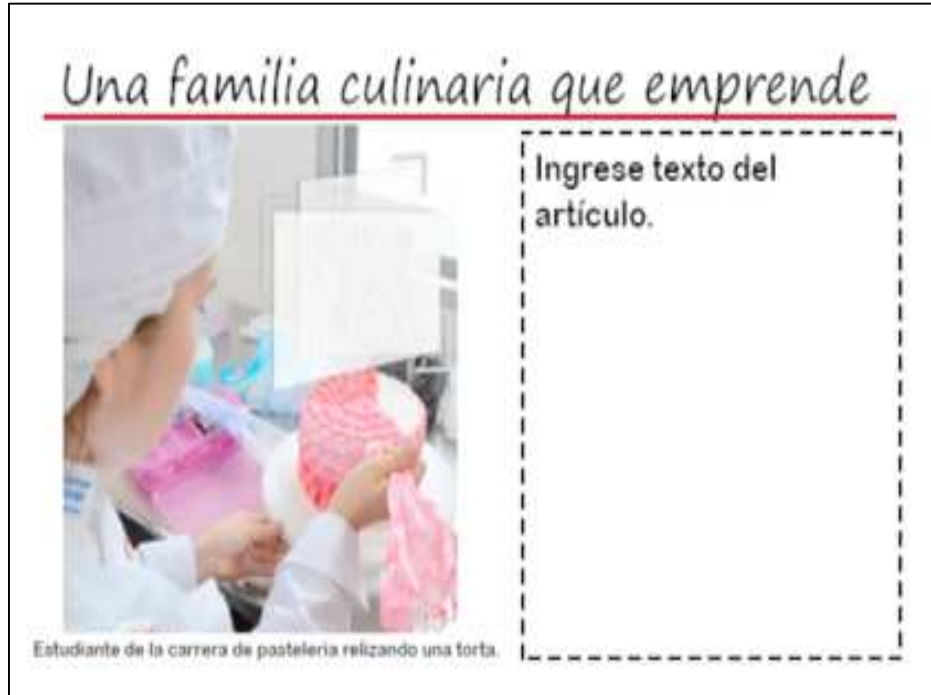 Una familia culinaria que emprende
Ingrese texto del
artículo.
Estudiante de la carrera de pastelería relizando una torta.